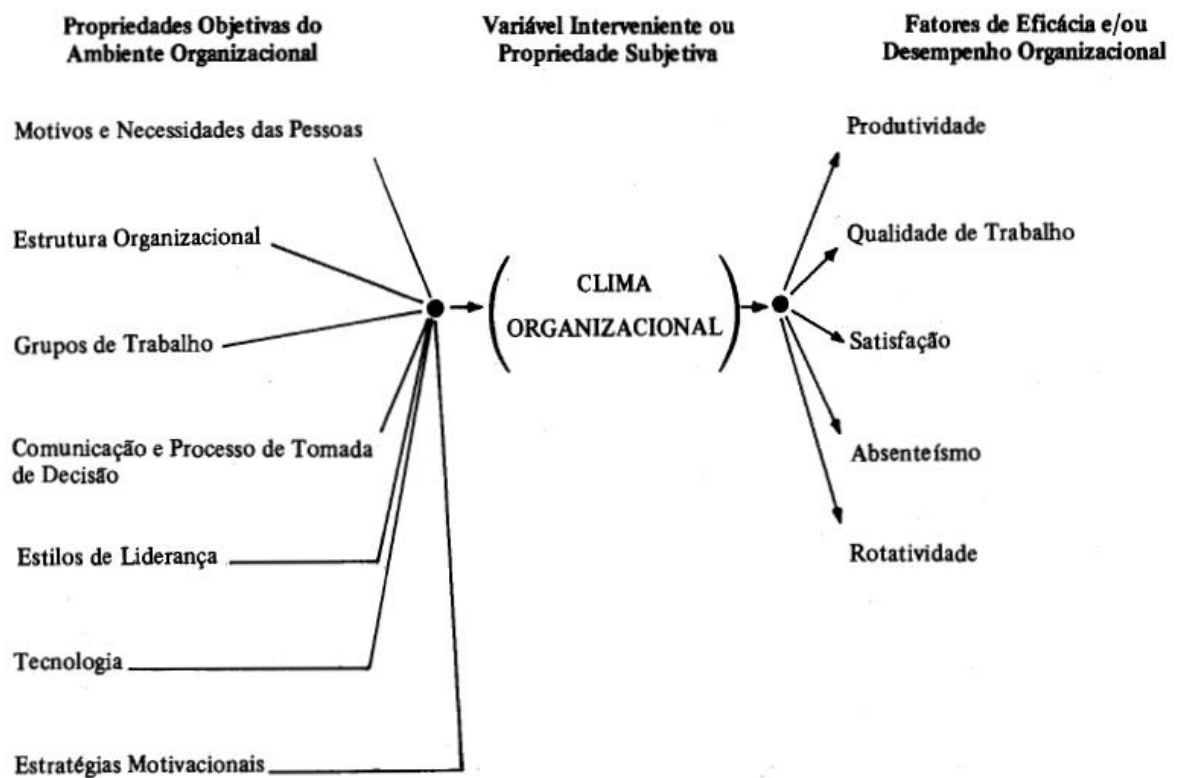 Propriedades Objetivas do
Ambiente Organizacional
Variável Interveniente ou
Propriedade Subjetiva
Fatores de Eficácia e/ou
Desempenho Organizacional
Motivos e Necessidades das Pessoas
Estrutura Organizacional
Grupos de Trabalho
Comunicação e Processo de Tomada
de Decisão
Estilos de Liderança
Tecnologia
Estratégias Motivacionais
CLIMA
ORGANIZACIONAL
Produtividade
Qualidade de Trabalho
Satisfação
Absenteísmo
Rotatividade